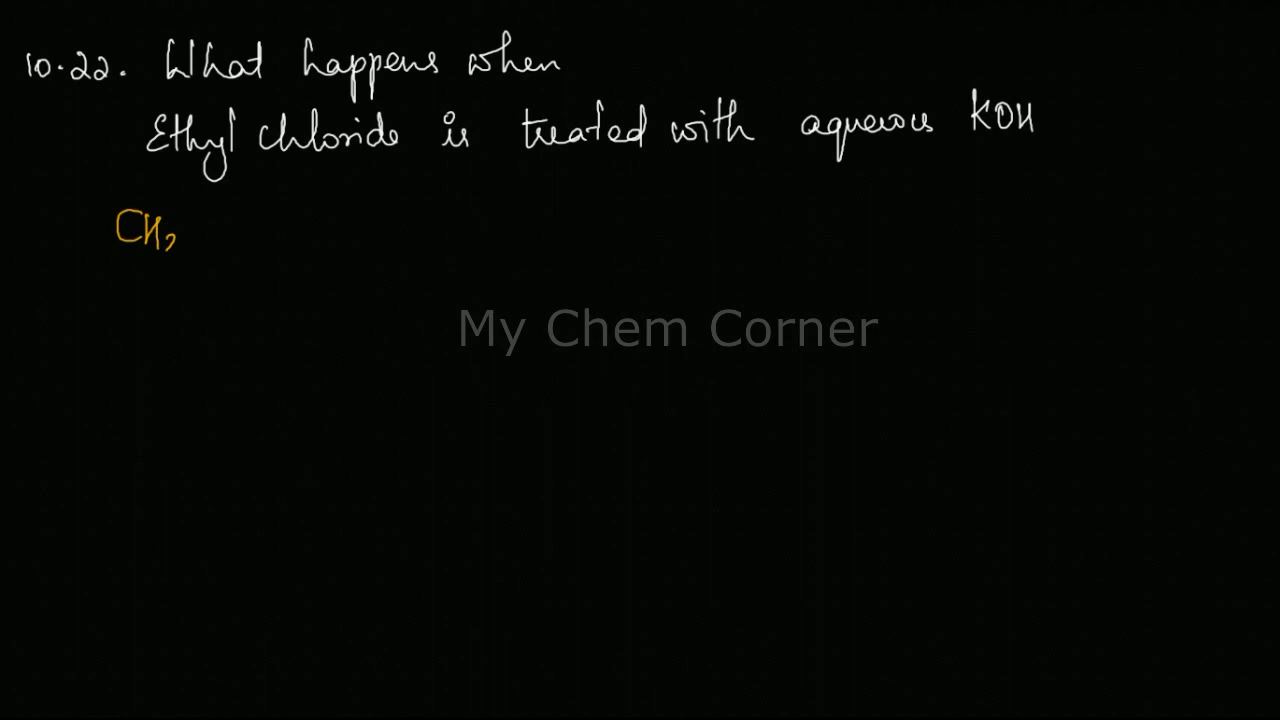 10.22. What happens when
Ethyl chloride is treated with aqueous KOH
CH2
My Chem Corner